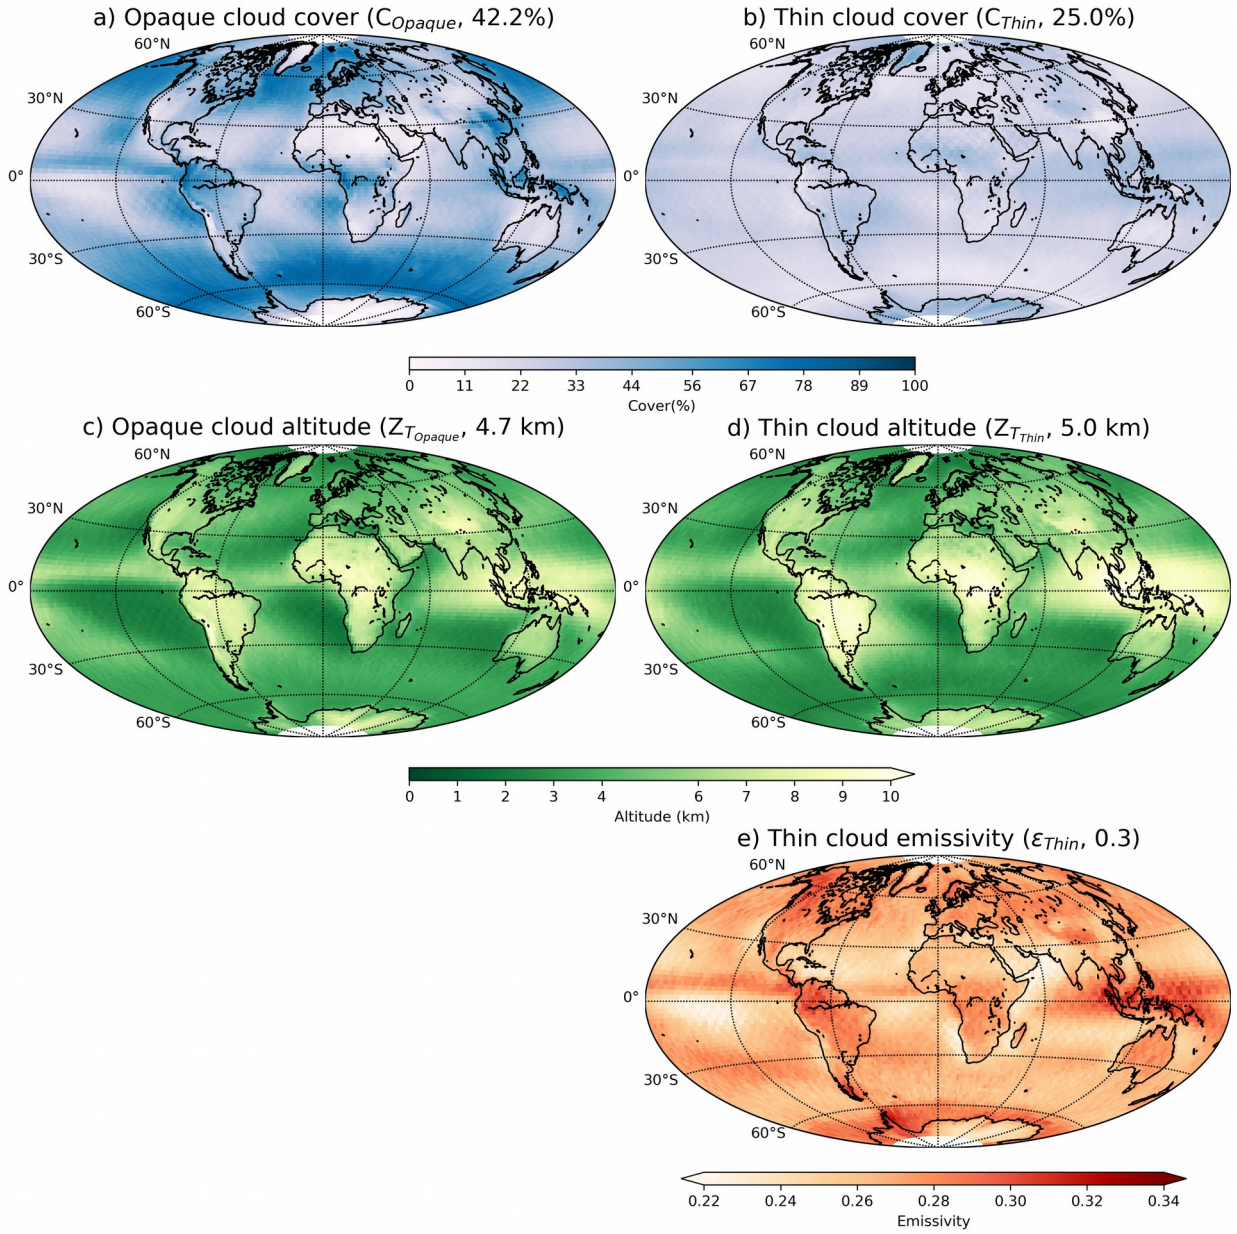 a) Opaque cloud cover (C_Opaque, 42.2%)
b) Thin cloud cover (C_Thin, 25.0%)
60°N
30°N
0°
30°S
60°S
60°N
30°N
0°
30°S
60°S
0 11 22 33 44 56 67 78 89 100
Cover(%)
c) Opaque cloud altitude (Z_T_Opaque, 4.7 km)
d) Thin cloud altitude (Z_T_Thin, 5.0 km)
60°N
30°N
0°
30°S
60°S
60°N
30°N
0°
30°S
60°S
0 1 2 3 4 6 7 8 9 10
Altitude (km)
e) Thin cloud emissivity (ε_Thin, 0.3)
60°N
30°N
0°
30°S
60°S
0.22 0.24 0.26 0.28 0.30 0.32 0.34
Emissivity